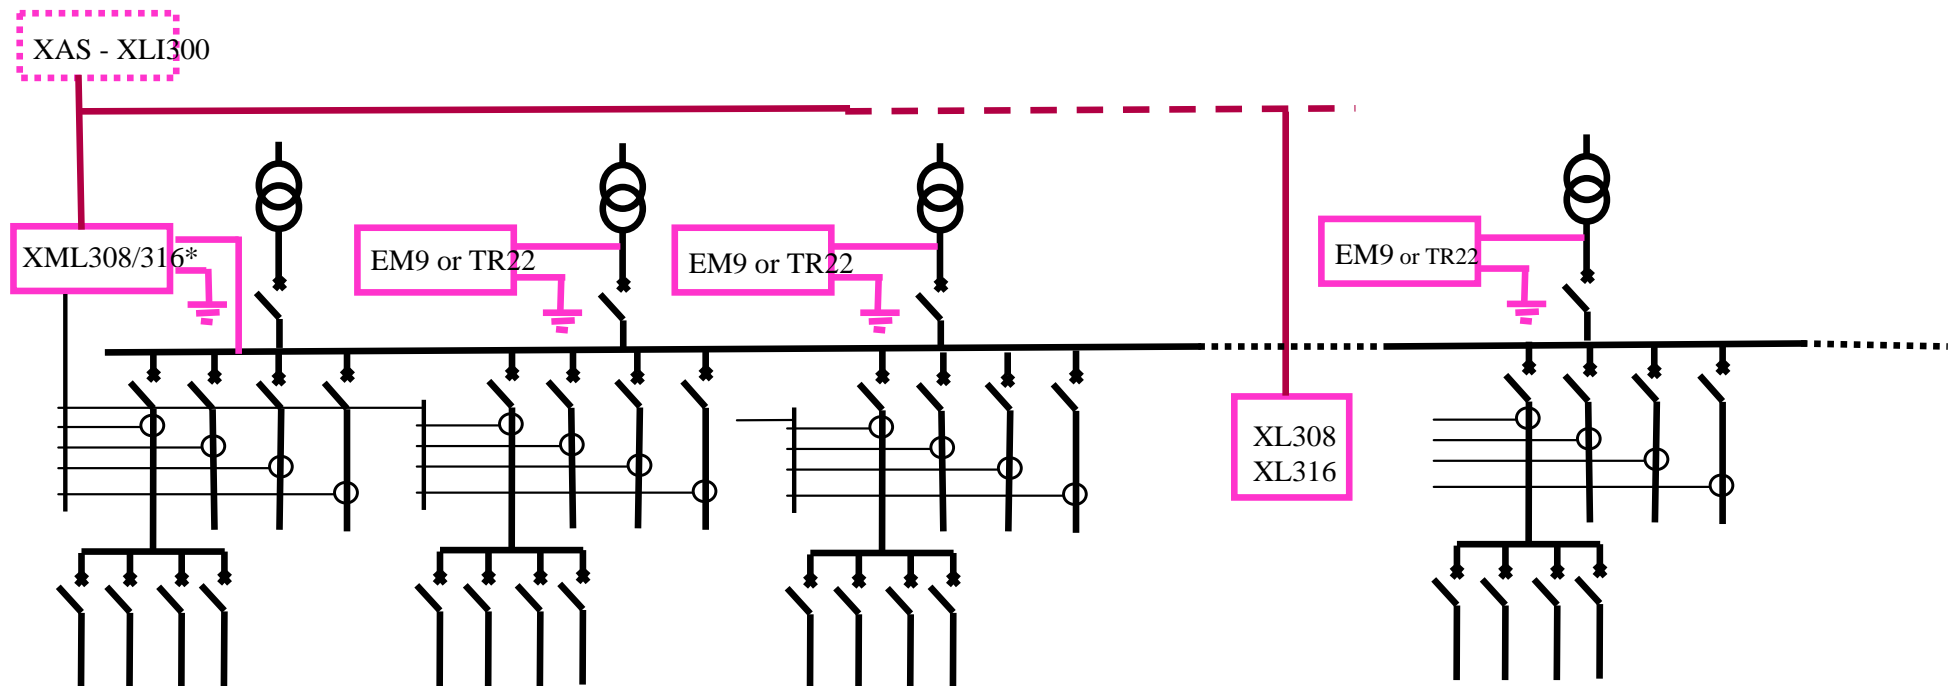 XAS - XLI300
XML308/316*
EM9 or TR22
EM9 or TR22
EM9 or TR22
XL308
XL316